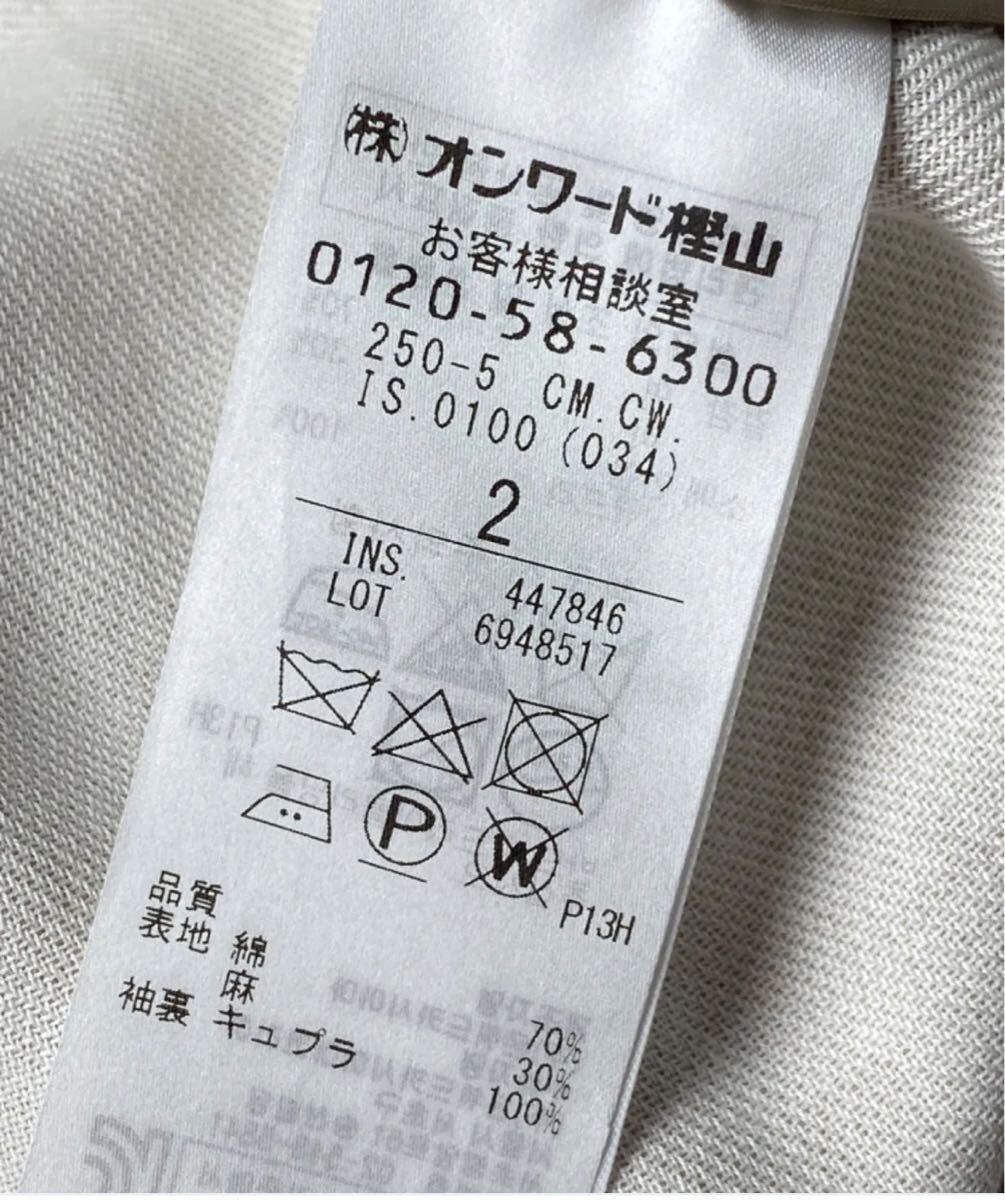 ㈱オンワード樫山
お客様相談室
0120-58-6300
250-5 CM.CW.
IS.0100 (034)
2
INS. 447846
LOT 6948517
P
W
P13H
品質
表地 綿 70%
麻 30%
袖裏 キュプラ 100%